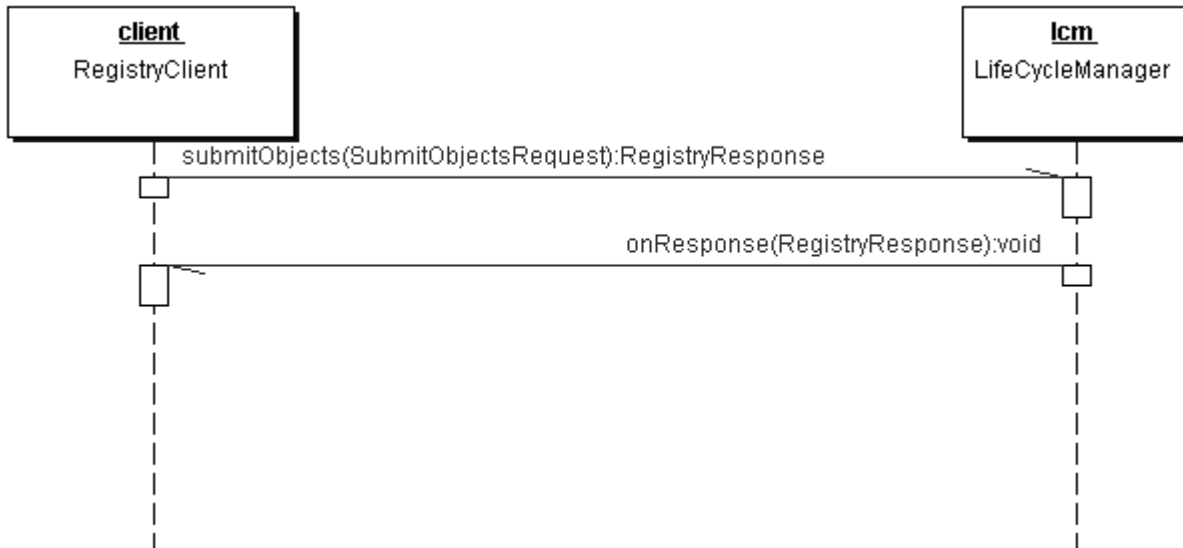 client
RegistryClient
lcm
LifeCycleManager
submitObjects(SubmitObjectsRequest):RegistryResponse
onResponse(RegistryResponse):void